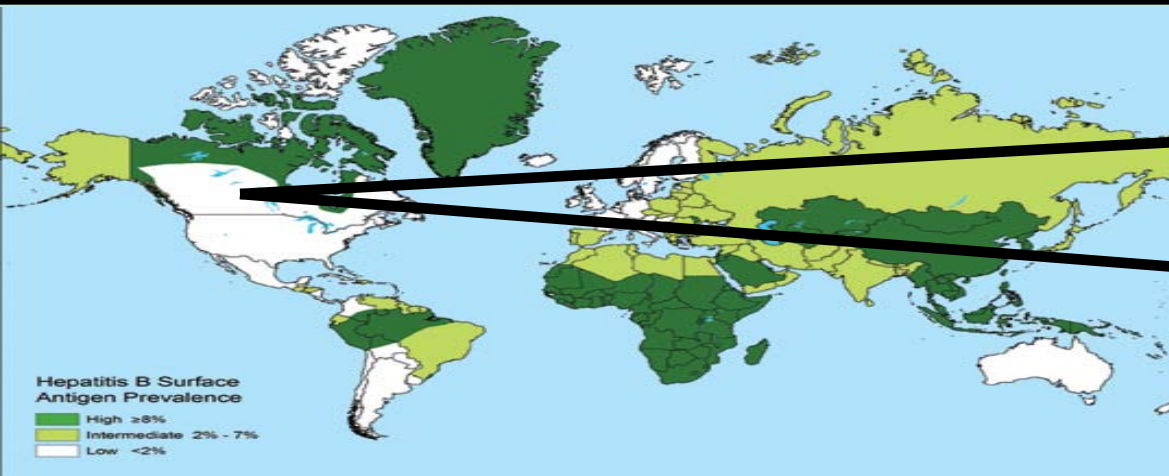 Hepatitis B Surface
Antigen Prevalence
High ≥8%
Intermediate 2% - 7%
Low <2%